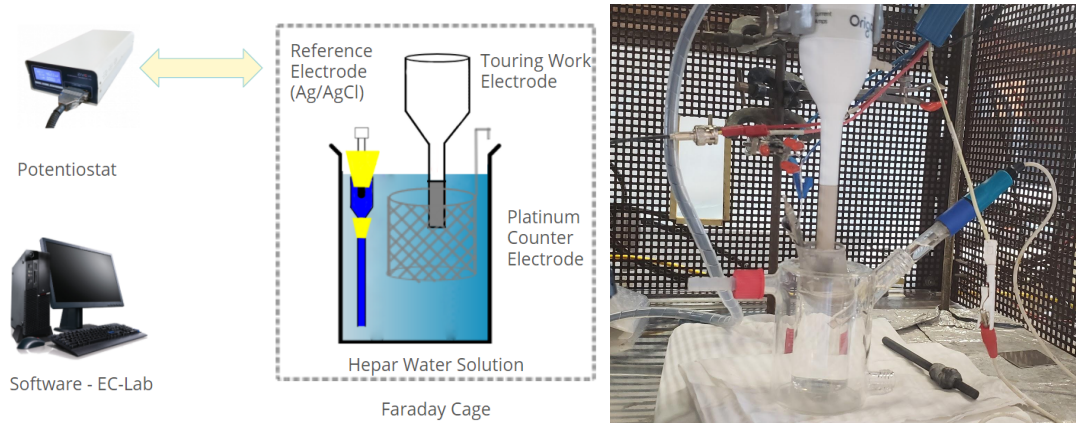 Reference
Electrode
(Ag/AgCl)
Touring Work
Electrode
Potentiostat
Platinum
Counter
Electrode
Hepar Water Solution
Software - EC-Lab
Faraday Cage
Orig